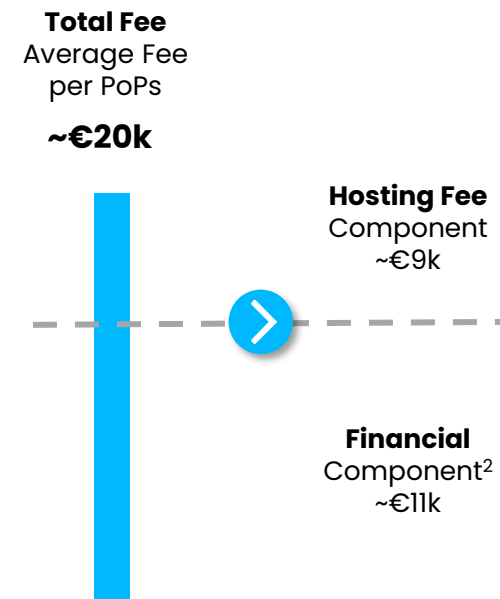 Total Fee
Average Fee
per PoPs
~€20k
Hosting Fee
Component
~€9k
Financial
Component²
~€11k